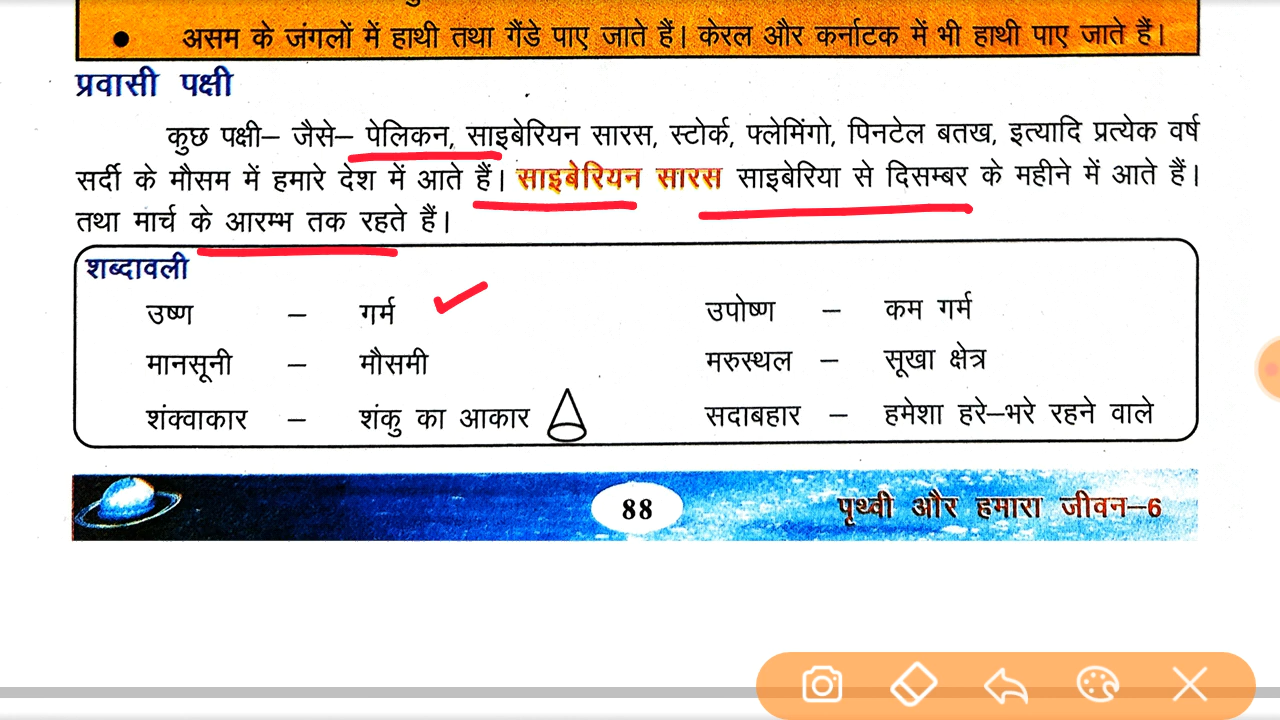 ● असम के जंगलों में हाथी तथा गैंडे पाए जाते हैं। केरल और कर्नाटक में भी हाथी पाए जाते हैं।
प्रवासी पक्षी
कुछ पक्षी– जैसे– पेलिकन, साइबेरियन सारस, स्टोर्क, फ्लेमिंगो, पिनटेल बतख, इत्यादि प्रत्येक वर्ष
सर्दी के मौसम में हमारे देश में आते हैं। साइबेरियन सारस साइबेरिया से दिसम्बर के महीने में आते हैं।
तथा मार्च के आरम्भ तक रहते हैं।
शब्दावली
उष्ण – गर्म उपोष्ण – कम गर्म
मानसूनी – मौसमी मरुस्थल – सूखा क्षेत्र
शंक्वाकार – शंकु का आकार सदाबहार – हमेशा हरे–भरे रहने वाले
88 पृथ्वी और हमारा जीवन–6